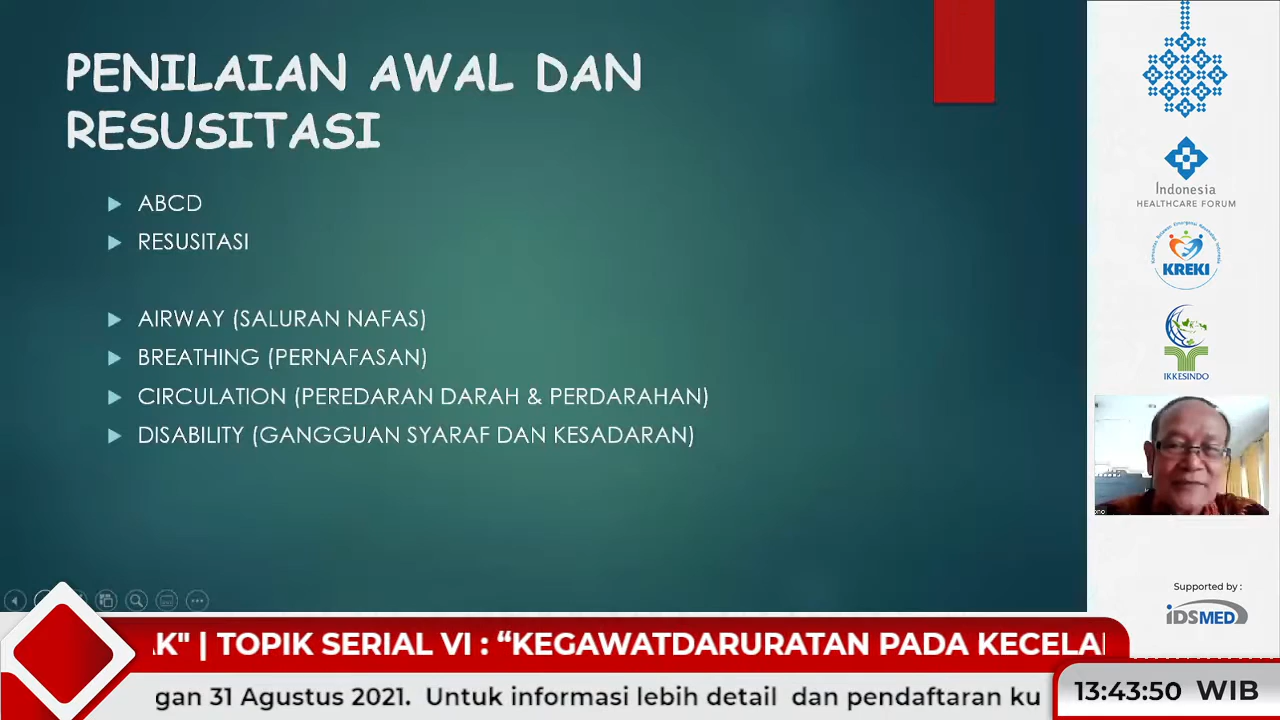 PENILAIAN AWAL DAN
RESUSITASI
ABCD
RESUSITASI
AIRWAY (SALURAN NAFAS)
BREATHING (PERNAFASAN)
CIRCULATION (PEREDARAN DARAH & PERDARAHAN)
DISABILITY (GANGGUAN SYARAF DAN KESADARAN)
Indonesia
HEALTHCARE FORUM
KREKI
IKKESINDO
Supported by :
iDSMED
AK" | TOPIK SERIAL VI : “KEGAWATDARURATAN PADA KECELA
gan 31 Agustus 2021. Untuk informasi lebih detail dan pendaftaran ku
13:43:50 WIB